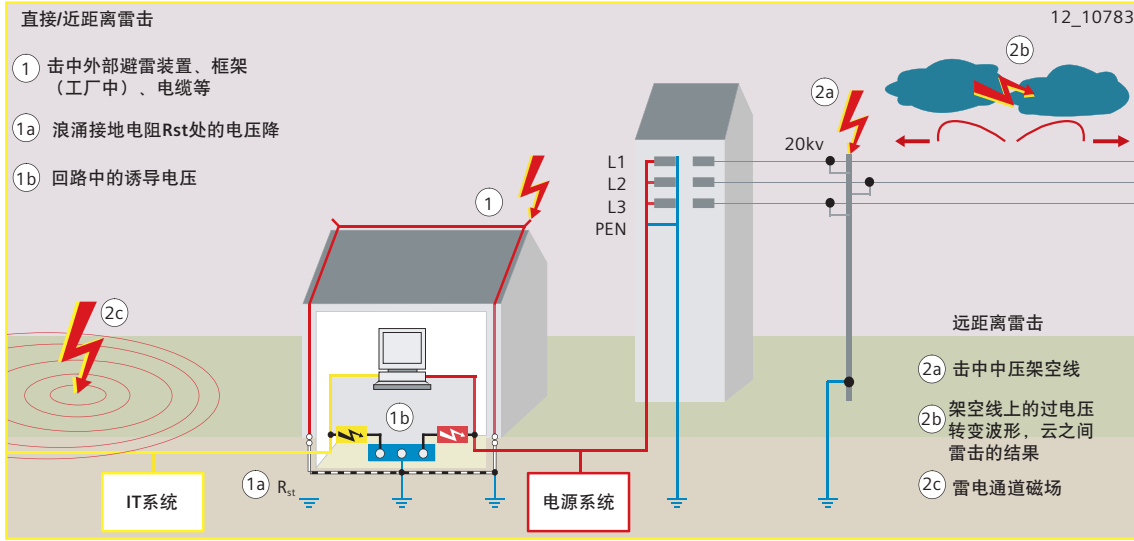 直接/近距离雷击
12_10783
1 击中外部避雷装置、框架
（工厂中）、电缆等
1a 浪涌接地电阻Rst处的电压降
1b 回路中的诱导电压
2b
2a
20kv
L1
L2
L3
PEN
1
2c
1b
1a Rst
IT系统
电源系统
远距离雷击
2a 击中中压架空线
2b 架空线上的过电压
转变波形，云之间
雷击的结果
2c 雷电通道磁场